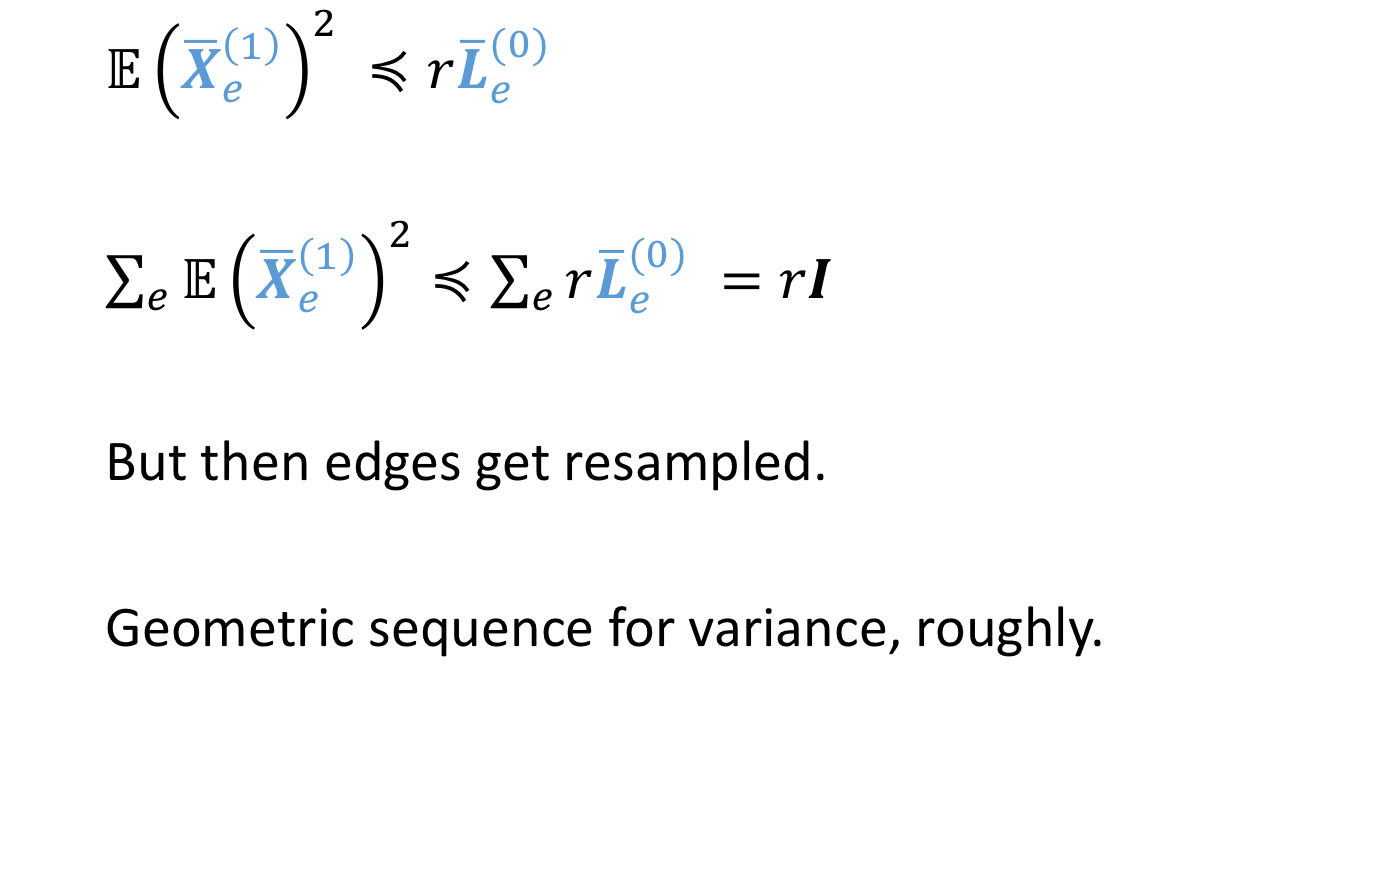 𝔼(X̄ₑ⁽¹⁾)² ≼ rL̄ₑ⁽⁰⁾
∑ₑ 𝔼(X̄ₑ⁽¹⁾)² ≼ ∑ₑ rL̄ₑ⁽⁰⁾ = rI
But then edges get resampled.
Geometric sequence for variance, roughly.